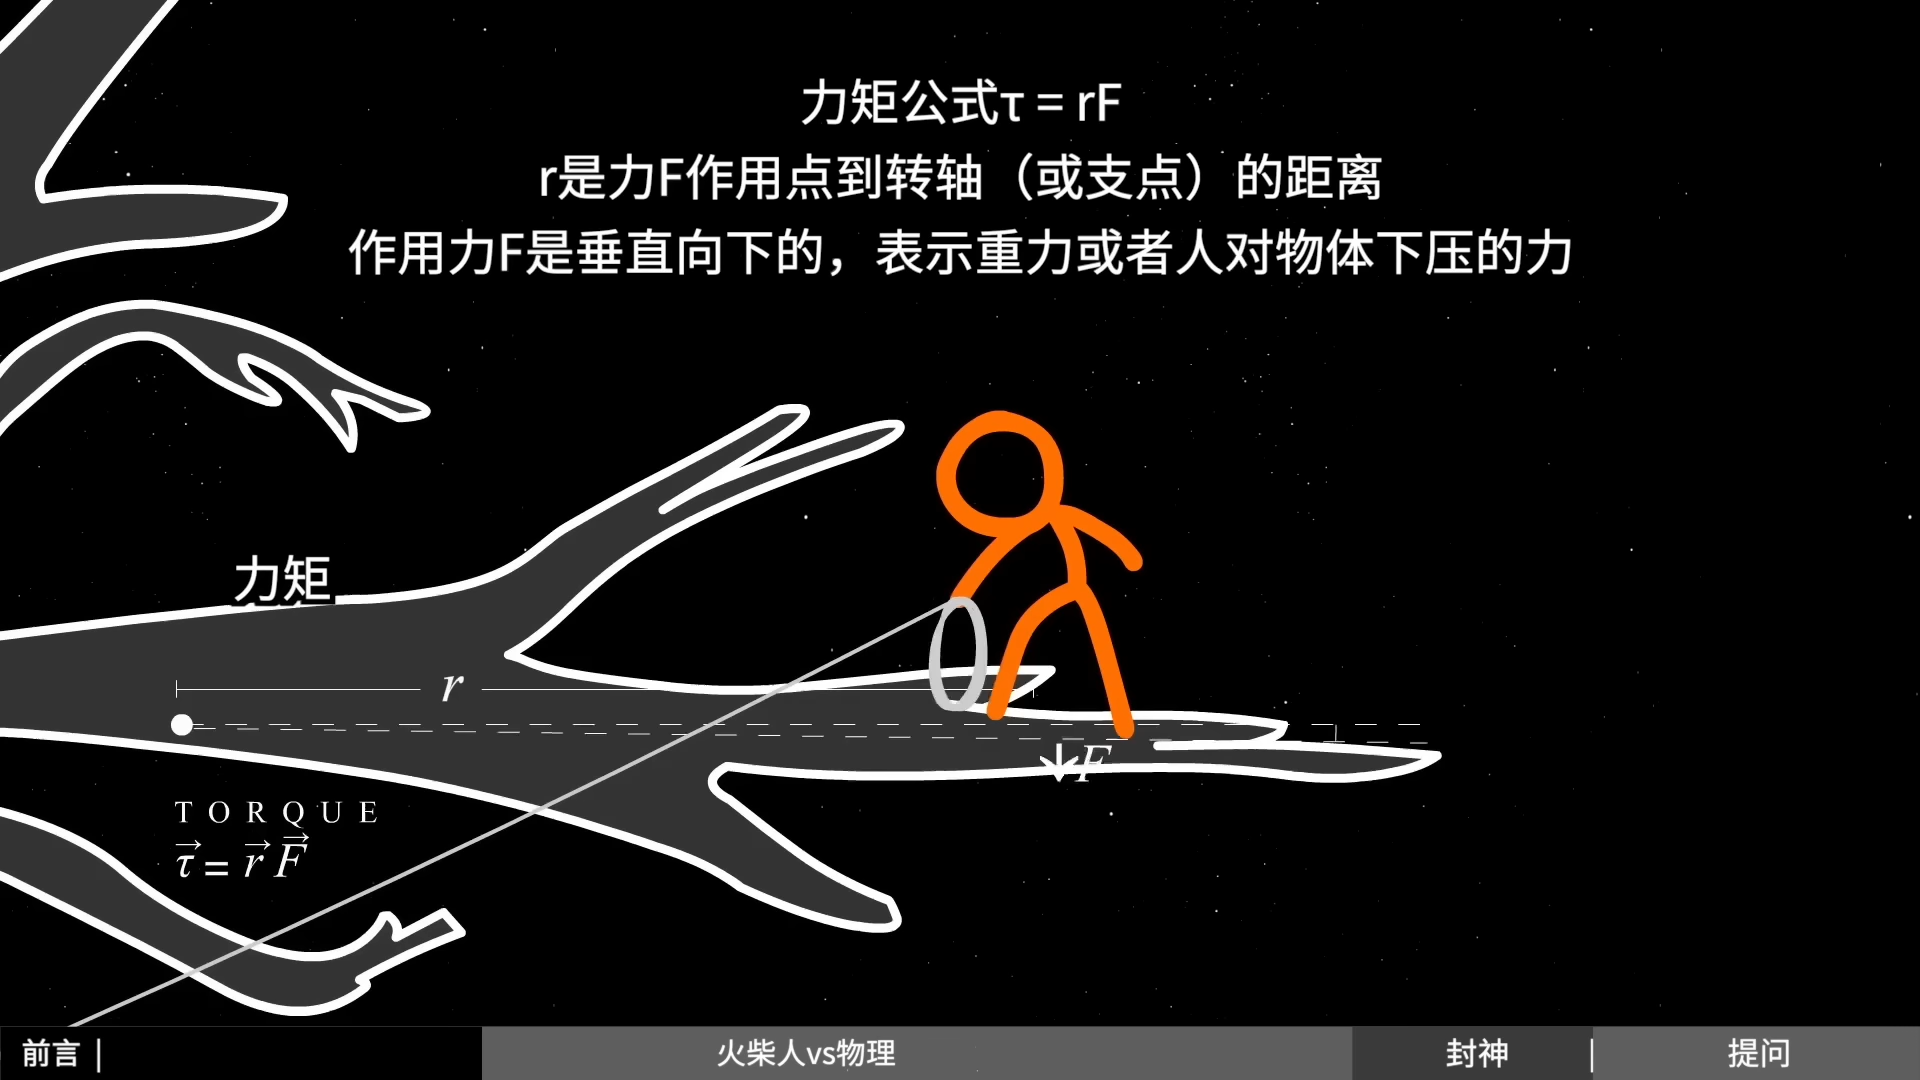 力矩公式τ = rF
r是力F作用点到转轴（或支点）的距离
作用力F是垂直向下的，表示重力或者人对物体下压的力
力矩
r
F
TORQUE
τ⃗ = r⃗ F⃗
前言 | 火柴人vs物理 封神 | 提问